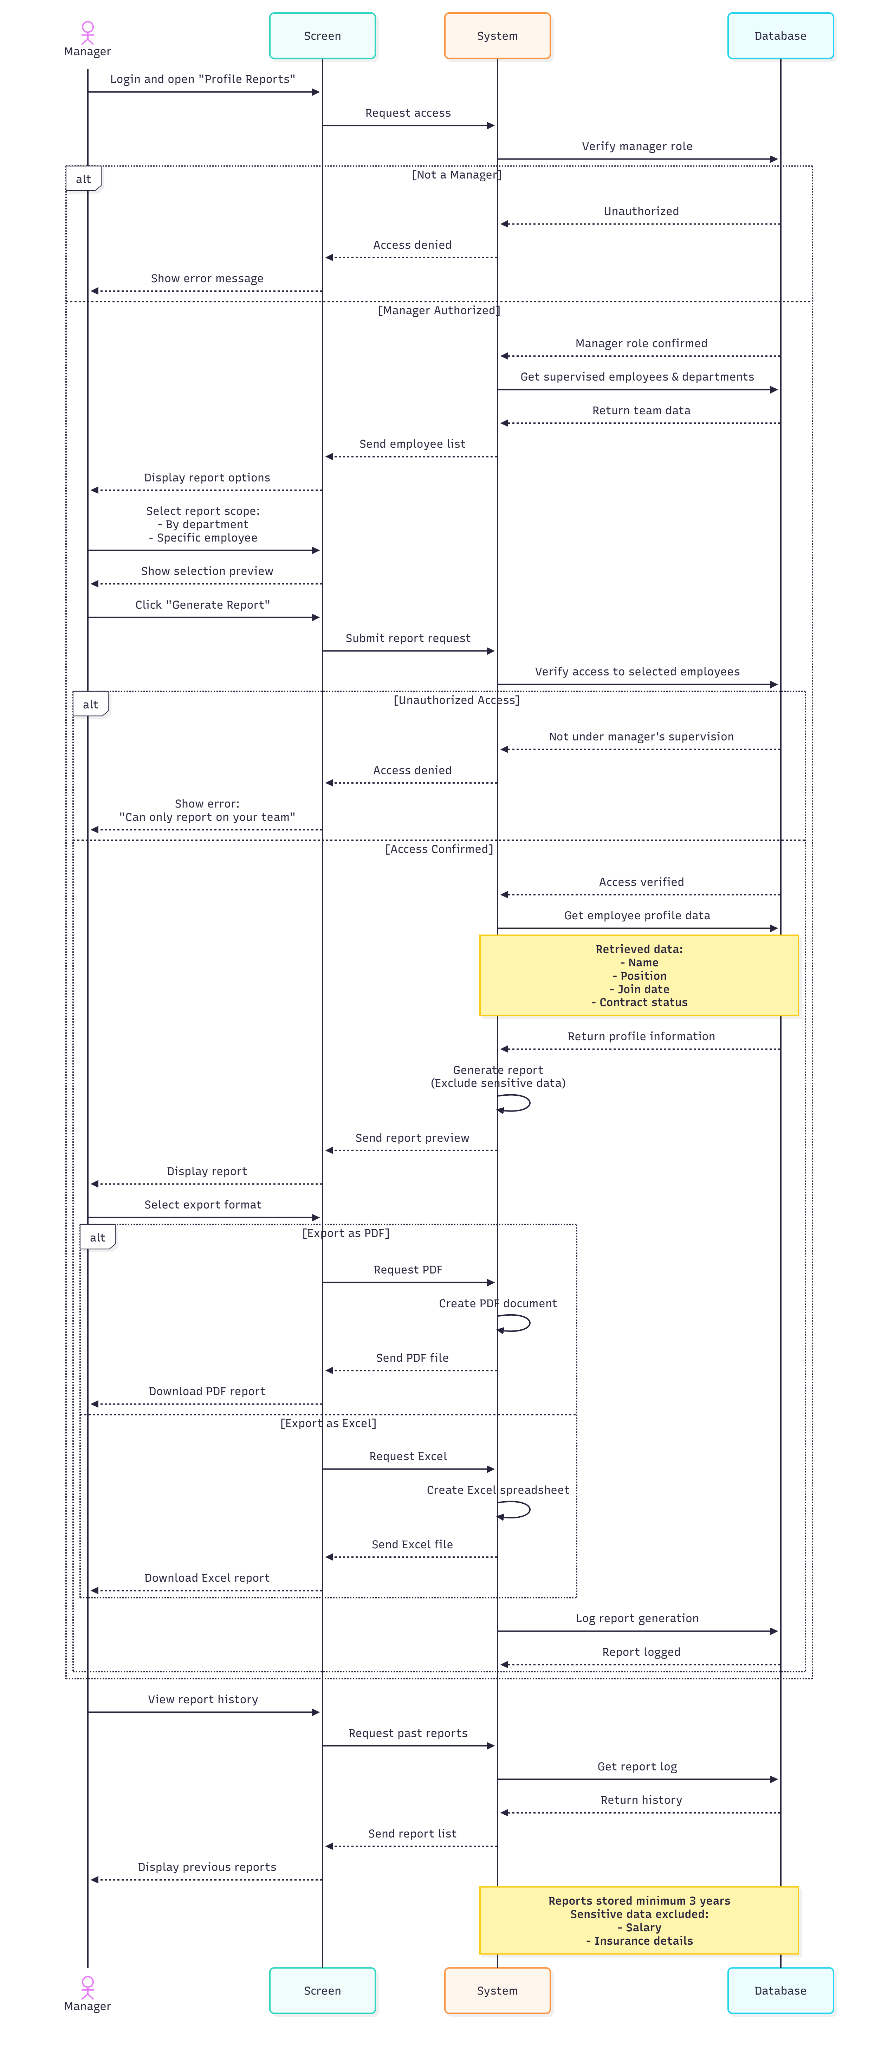 Manager
Screen
System
Database
Login and open "Profile Reports"
Request access
Verify manager role
alt
[Not a Manager]
Unauthorized
Access denied
Show error message
[Manager Authorized]
Manager role confirmed
Get supervised employees & departments
Return team data
Send employee list
Display report options
Select report scope:
- By department
- Specific employee
Show selection preview
Click "Generate Report"
Submit report request
Verify access to selected employees
alt
[Unauthorized Access]
Not under manager's supervision
Access denied
Show error:
"Can only report on your team"
[Access Confirmed]
Access verified
Get employee profile data
Retrieved data:
- Name
- Position
- Join date
- Contract status
Return profile information
Generate report
(Exclude sensitive data)
Send report preview
Display report
Select export format
alt
[Export as PDF]
Request PDF
Create PDF document
Send PDF file
Download PDF report
[Export as Excel]
Request Excel
Create Excel spreadsheet
Send Excel file
Download Excel report
Log report generation
Report logged
View report history
Request past reports
Get report log
Return history
Send report list
Display previous reports
Reports stored minimum 3 years
Sensitive data excluded:
- Salary
- Insurance details
Manager
Screen
System
Database